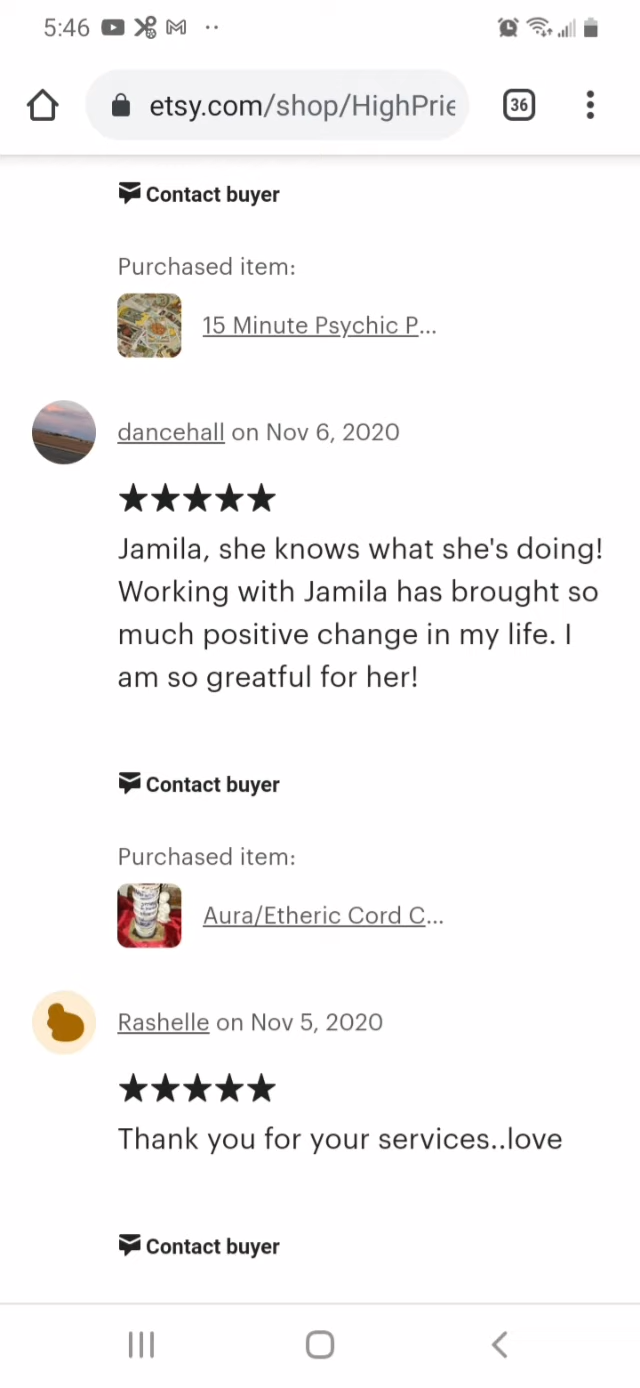 5:46
etsy.com/shop/HighPrie
36
Contact buyer
Purchased item:
15 Minute Psychic P...
dancehall on Nov 6, 2020
Jamila, she knows what she's doing!
Working with Jamila has brought so
much positive change in my life. I
am so greatful for her!
Contact buyer
Purchased item:
Aura/Etheric Cord C...
Rashelle on Nov 5, 2020
Thank you for your services..love
Contact buyer